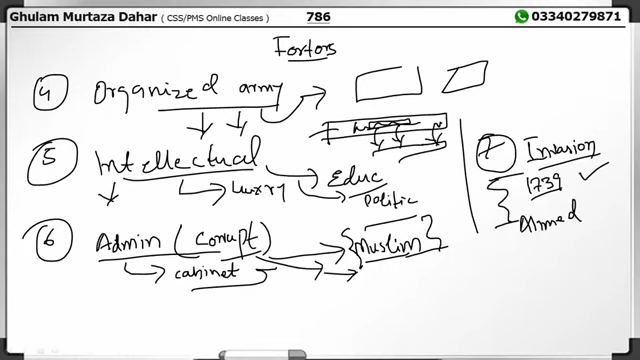 Ghulam Murtaza Dahar ( CSS/PMS Online Classes )
786
03340279871
Factors
4 Organized army
5 Intellectual
luxry
Educ
Politic
6 Admin (Corrupt)
cabinet
Muslim
7 Invasion
1739
Ahmed